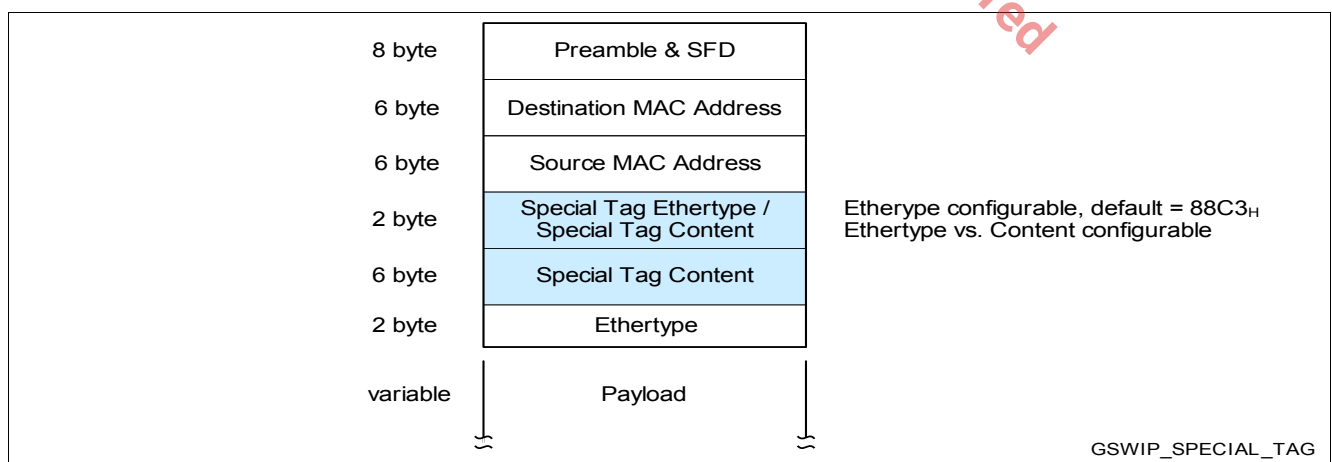 red
8 byte Preamble & SFD
6 byte Destination MAC Address
6 byte Source MAC Address
2 byte Special Tag Ethertype /
Special Tag Content
Etherype configurable, default = 88C3H
Ethertype vs. Content configurable
6 byte Special Tag Content
2 byte Ethertype
variable Payload
GSWIP_SPECIAL_TAG